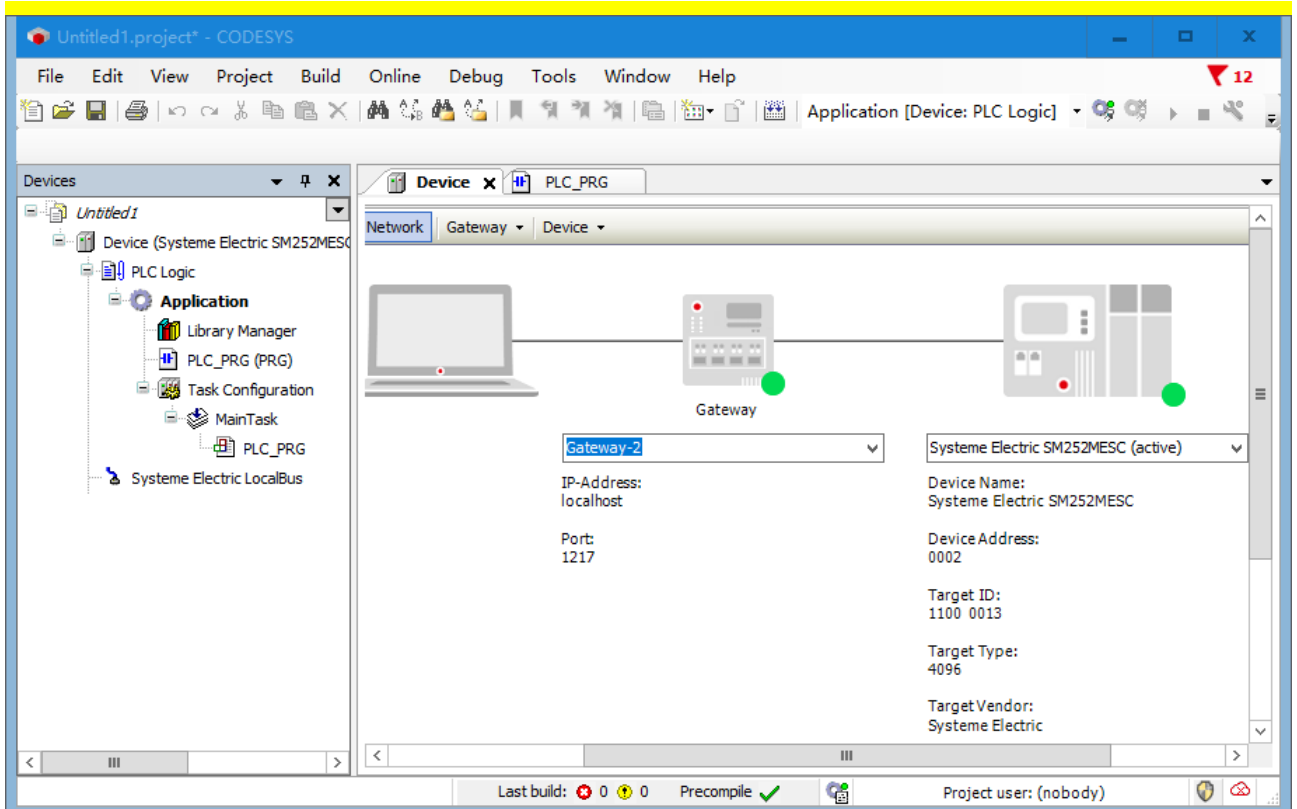 Untitled1.project* - CODESYS
File Edit View Project Build Online Debug Tools Window Help 12
Application [Device: PLC Logic]
Devices
Device PLC_PRG
Untitled1
Network Gateway Device
Device (Systeme Electric SM252MESC
PLC Logic
Application
Library Manager
PLC_PRG (PRG)
Task Configuration
MainTask
PLC_PRG
Systeme Electric LocalBus
Gateway
Gateway-2
IP-Address:
localhost
Port:
1217
Systeme Electric SM252MESC (active)
Device Name:
Systeme Electric SM252MESC
Device Address:
0002
Target ID:
1100 0013
Target Type:
4096
Target Vendor:
Systeme Electric
Last build: 0 0 Precompile Project user: (nobody)